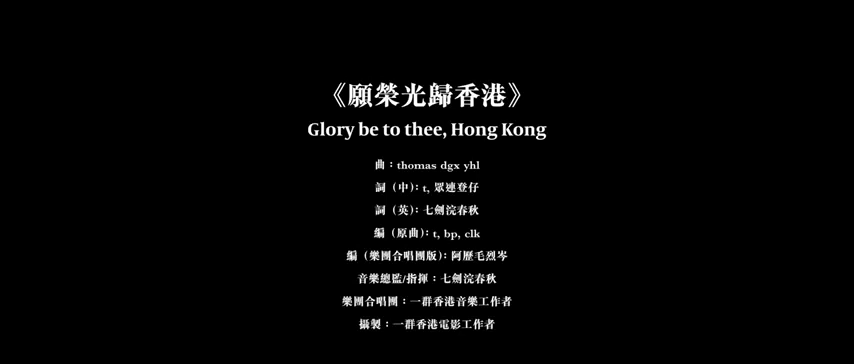 《願榮光歸香港》
Glory be to thee, Hong Kong
曲：thomas dgx yhl
詞（中）：t, 眾連登仔
詞（英）：七劍浣春秋
編（原曲）：t, bp, clk
編（樂團合唱團版）：阿歷毛烈岑
音樂總監/指揮：七劍浣春秋
樂團合唱團：一群香港音樂工作者
攝製：一群香港電影工作者